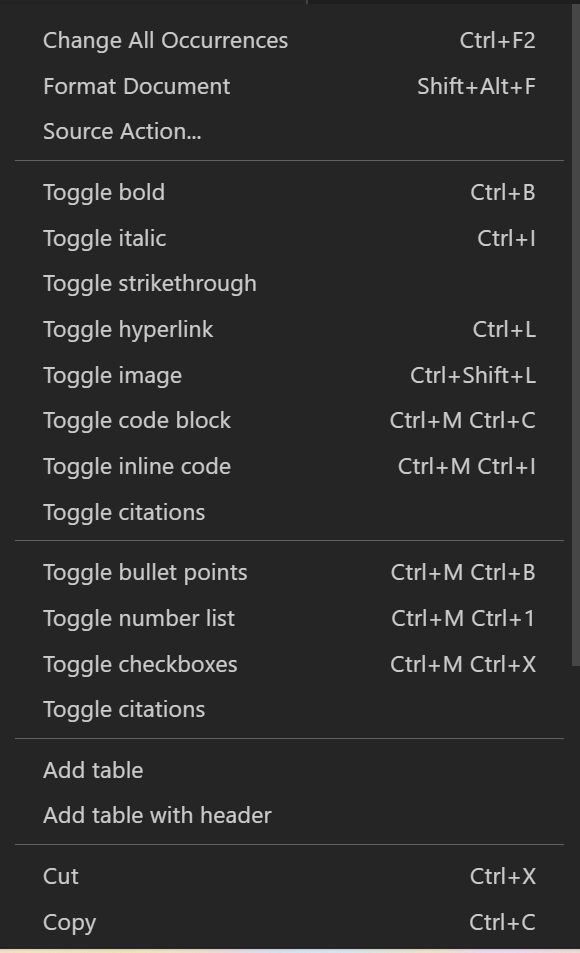 Change All Occurrences Ctrl+F2
Format Document Shift+Alt+F
Source Action...
Toggle bold Ctrl+B
Toggle italic Ctrl+I
Toggle strikethrough
Toggle hyperlink Ctrl+L
Toggle image Ctrl+Shift+L
Toggle code block Ctrl+M Ctrl+C
Toggle inline code Ctrl+M Ctrl+I
Toggle citations
Toggle bullet points Ctrl+M Ctrl+B
Toggle number list Ctrl+M Ctrl+1
Toggle checkboxes Ctrl+M Ctrl+X
Toggle citations
Add table
Add table with header
Cut Ctrl+X
Copy Ctrl+C